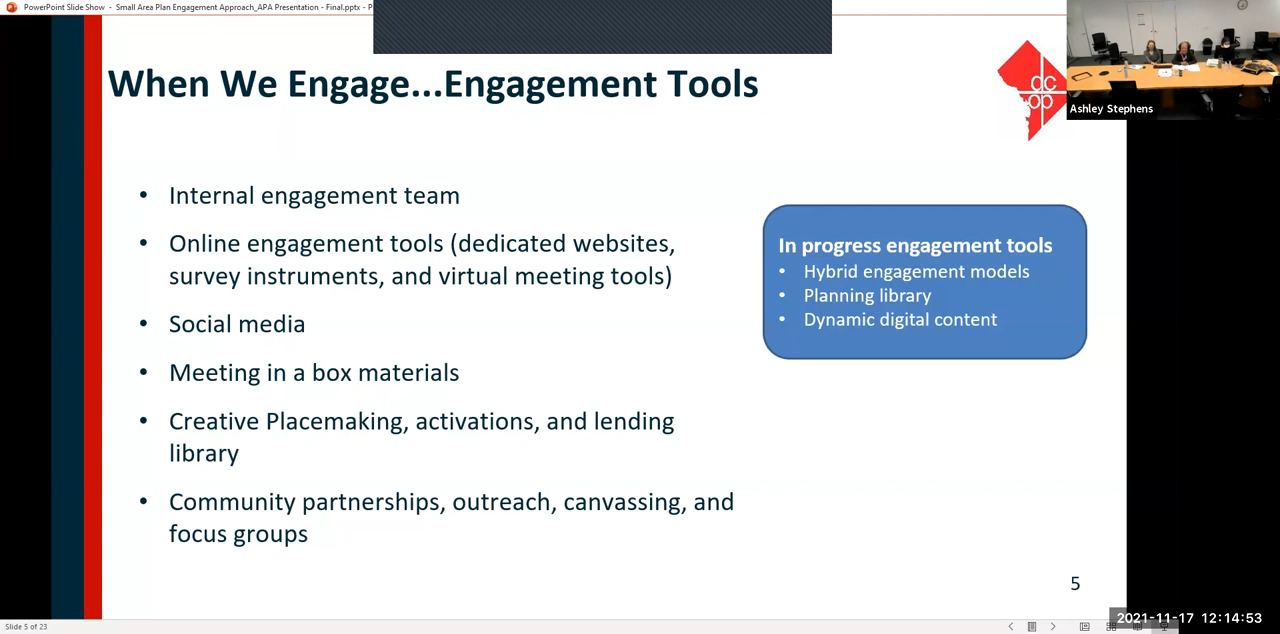 PowerPoint Slide Show - Small Area Plan Engagement Approach_APA Presentation - Final.pptx - P
When We Engage...Engagement Tools
dc
op
Ashley Stephens
• Internal engagement team
• Online engagement tools (dedicated websites,
survey instruments, and virtual meeting tools)
• Social media
• Meeting in a box materials
• Creative Placemaking, activations, and lending
library
• Community partnerships, outreach, canvassing, and
focus groups
In progress engagement tools
• Hybrid engagement models
• Planning library
• Dynamic digital content
5
Slide 5 of 23
2021-11-17 12:14:53